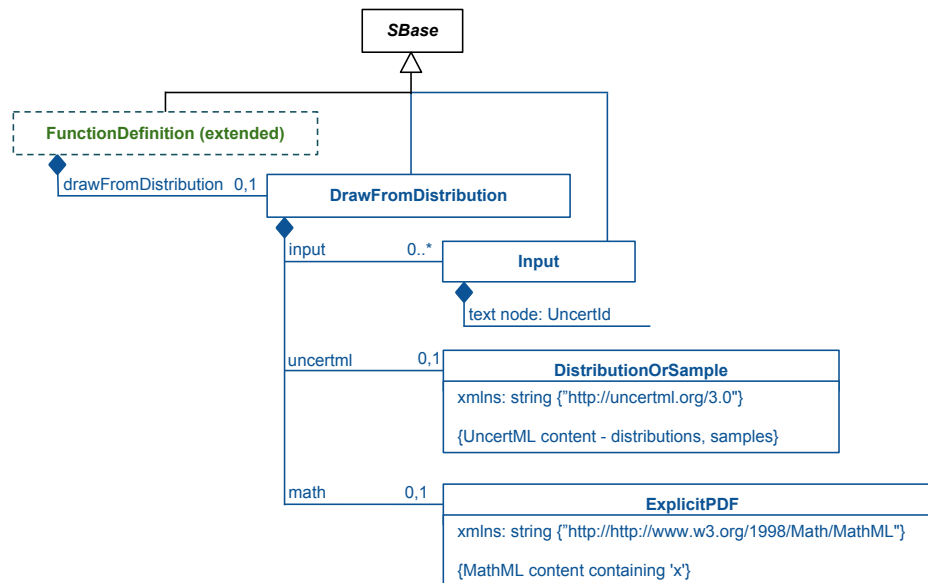 SBase
FunctionDefinition (extended)
drawFromDistribution 0,1
DrawFromDistribution
input 0..*
Input
text node: UncertId
uncertml 0,1
DistributionOrSample
xmlns: string {"http://uncertml.org/3.0"}
{UncertML content - distributions, samples}
math 0,1
ExplicitPDF
xmlns: string {"http://http://www.w3.org/1998/Math/MathML"}
{MathML content containing 'x'}